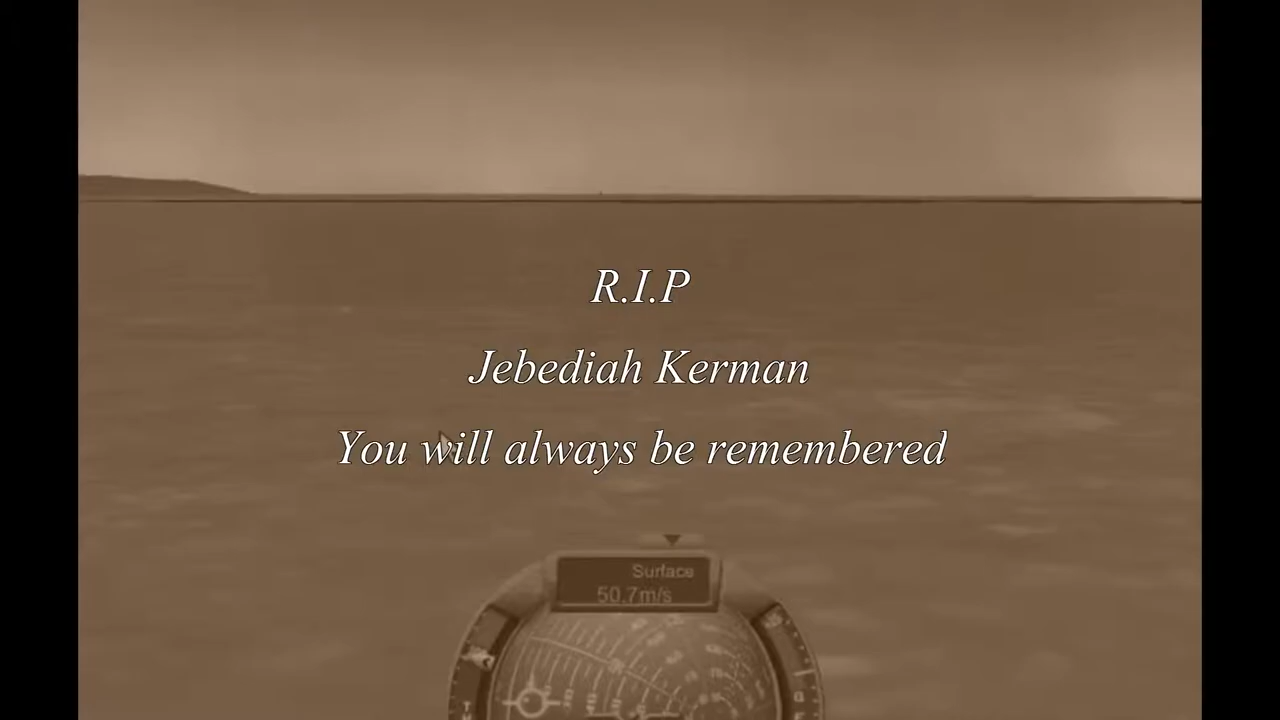 R.I.P
Jebediah Kerman
You will always be remembered
Surface
50.7m/s